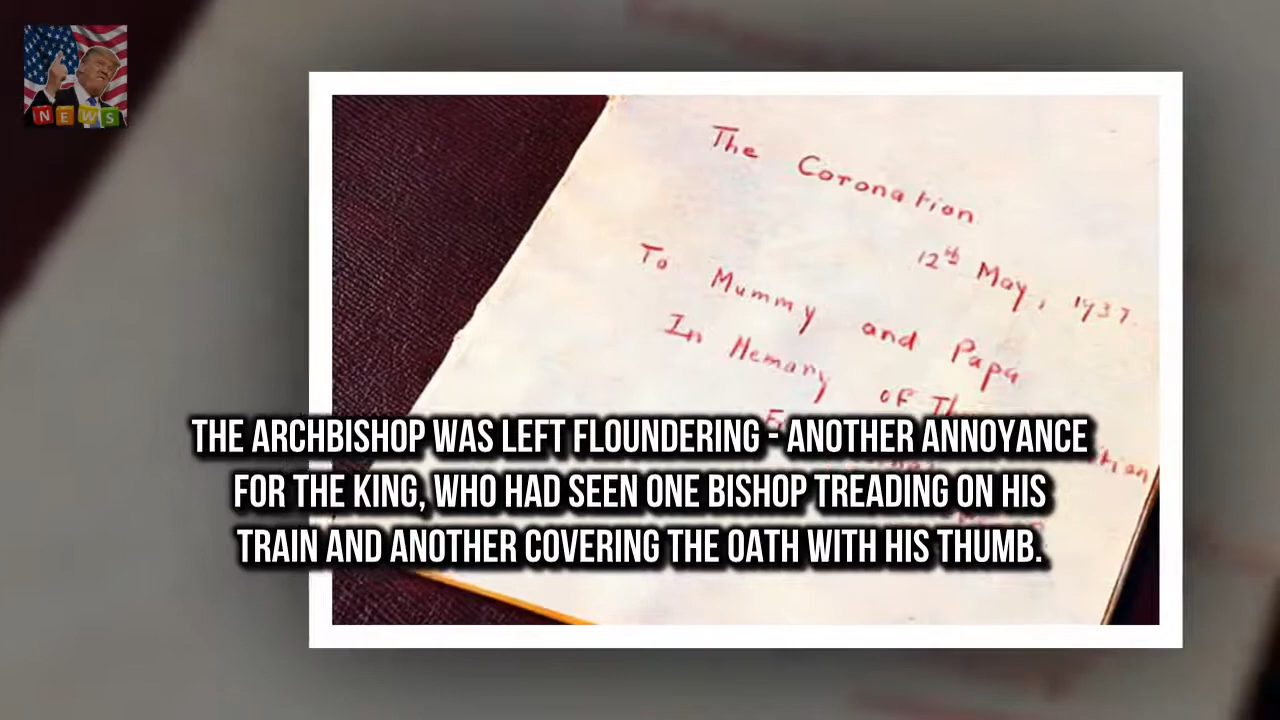 NEWS
The Coronation
12th May, 1937.
To Mummy and Papa
In Memary of
THE ARCHBISHOP WAS LEFT FLOUNDERING - ANOTHER ANNOYANCE
FOR THE KING, WHO HAD SEEN ONE BISHOP TREADING ON HIS
TRAIN AND ANOTHER COVERING THE OATH WITH HIS THUMB.